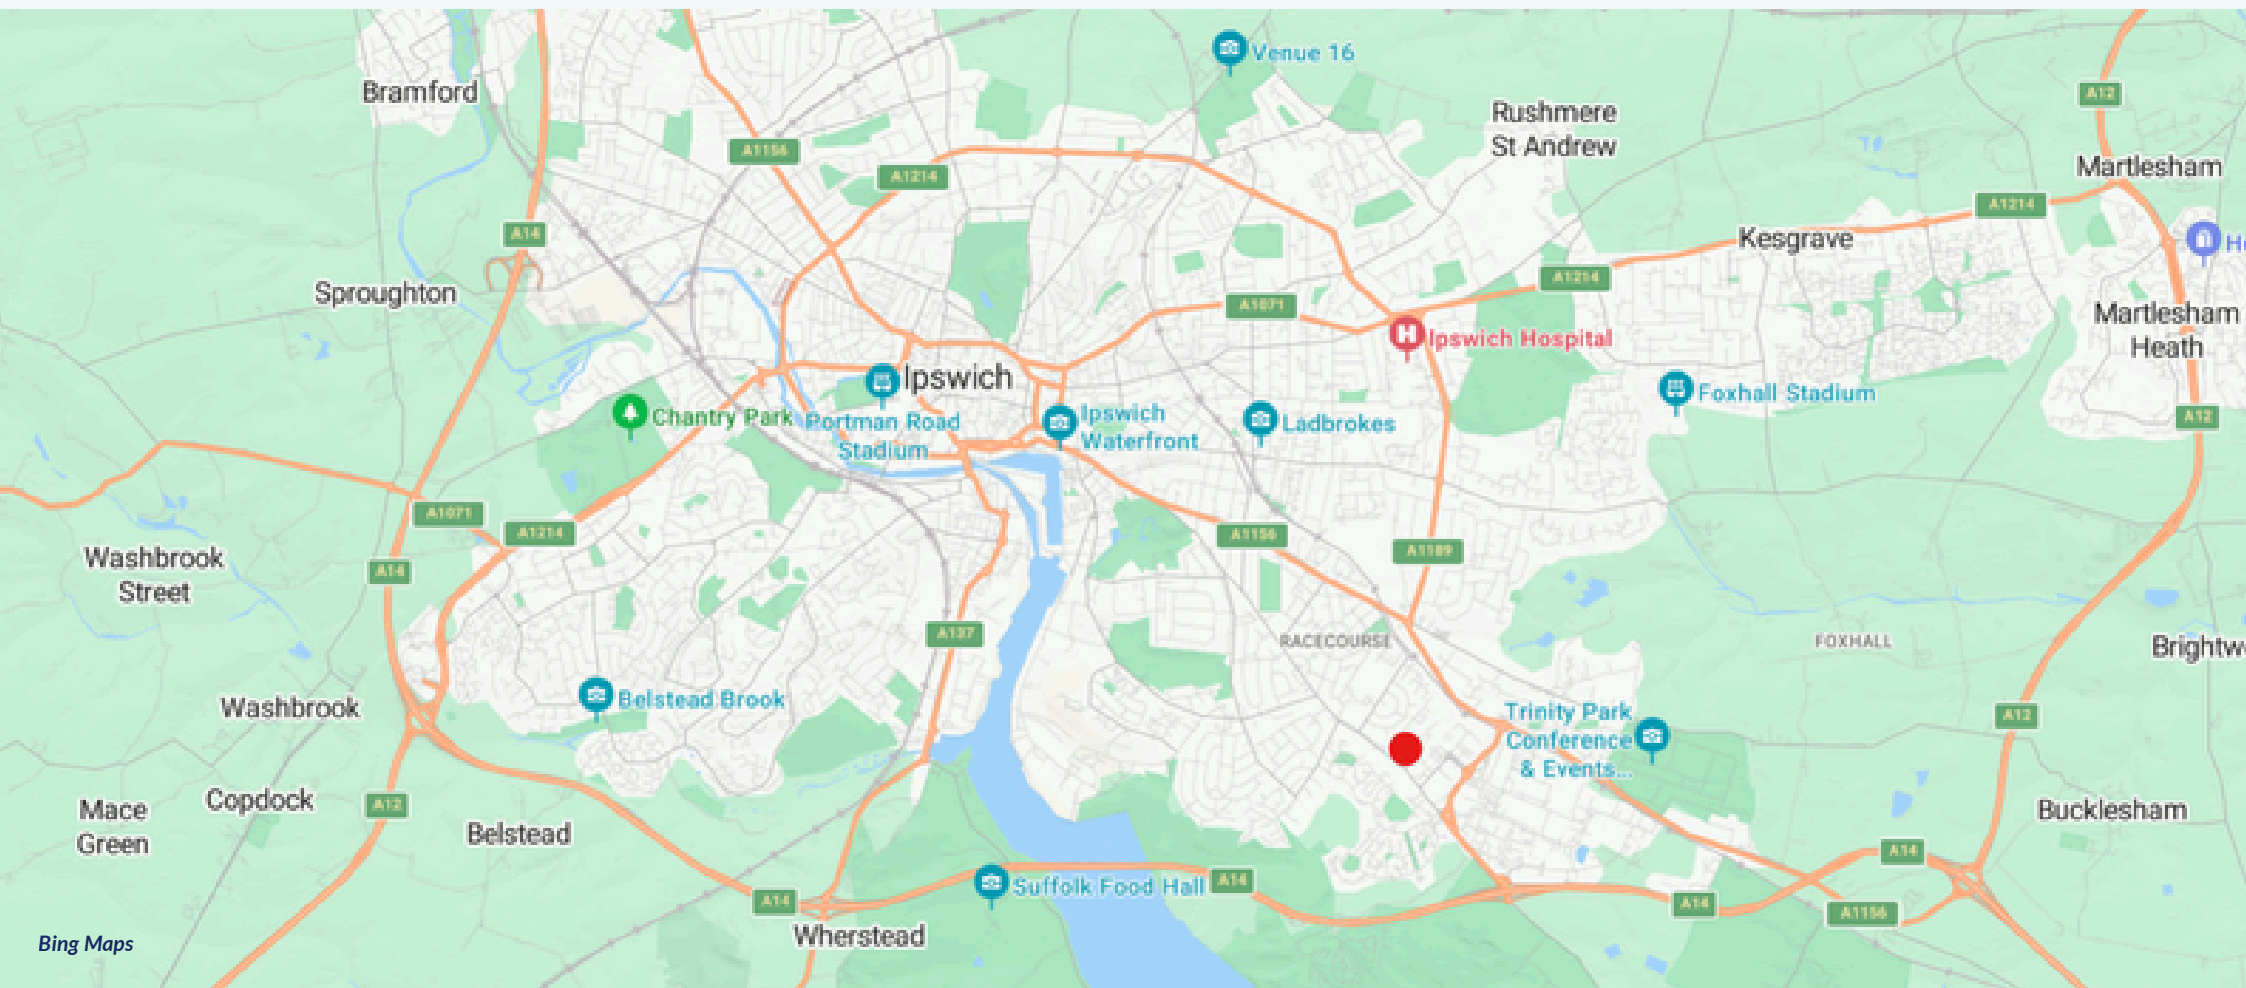 Venue 16
Bramford
A12
Rushmere
St Andrew
A1156
A1214
Martlesham
A1214
A14
Kesgrave
A1214
Sproughton
A1071
Martlesham
Heath
Ipswich Hospital
Ipswich
Foxhall Stadium
Chantry Park
Portman Road
Stadium
Ipswich
Waterfront
Ladbrokes
A12
A1071
A1214
A1156
A1189
Washbrook
Street
A14
A137
RACECOURSE
FOXHALL
Belstead Brook
Washbrook
Trinity Park
Conference
& Events...
A12
Mace
Green
Copdock
A12
Belstead
Bucklesham
A14
Suffolk Food Hall
A14
A14
A14
A1156
Wherstead
Bing Maps